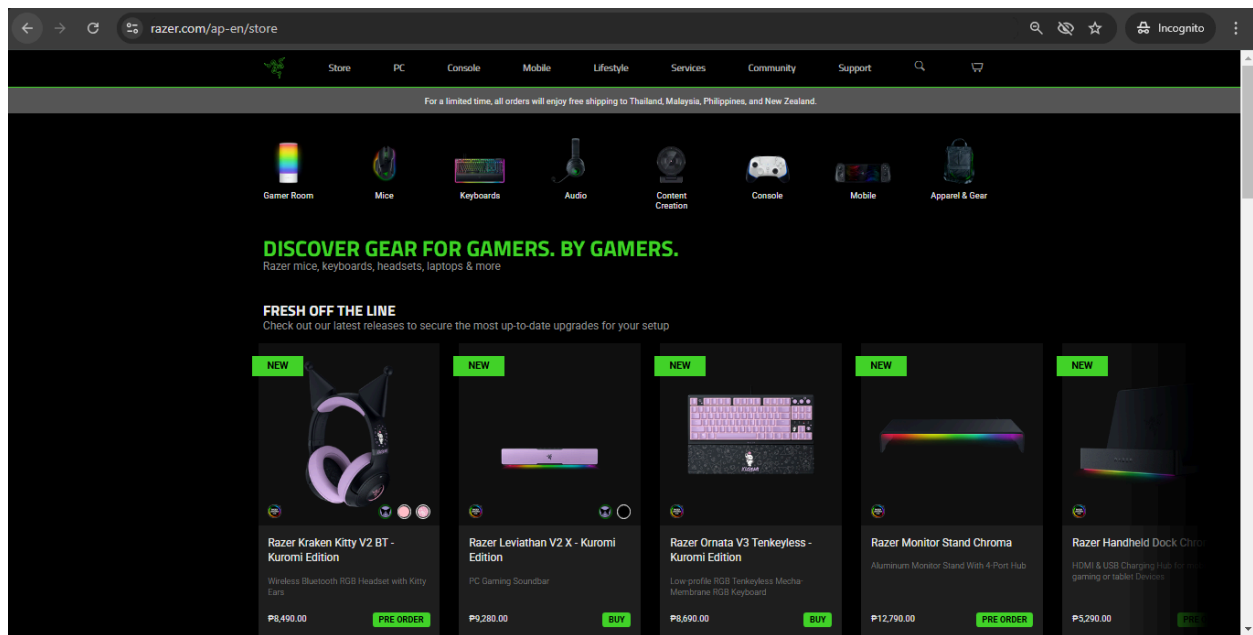 razer.com/ap-en/store
Incognito
Store PC Console Mobile Lifestyle Services Community Support
For a limited time, all orders will enjoy free shipping to Thailand, Malaysia, Philippines, and New Zealand.
Gamer Room Mice Keyboards Audio Content Console Mobile Apparel & Gear
Creation
DISCOVER GEAR FOR GAMERS. BY GAMERS.
Razer mice, keyboards, headsets, laptops & more
FRESH OFF THE LINE
Check out our latest releases to secure the most up-to-date upgrades for your setup
NEW NEW NEW NEW NEW
Razer Kraken Kitty V2 BT -
Kuromi Edition
Wireless Bluetooth RGB Headset with Kitty
Ears
₱8,490.00 PRE ORDER
Razer Leviathan V2 X - Kuromi
Edition
PC Gaming Soundbar
₱9,280.00 BUY
Razer Ornata V3 Tenkeyless -
Kuromi Edition
Low-profile RGB Tenkeyless Mecha-
Membrane RGB Keyboard
₱8,690.00 BUY
Razer Monitor Stand Chroma
Aluminum Monitor Stand With 4-Port Hub
₱12,790.00 PRE ORDER
Razer Handheld Dock Chro
HDMI & USB Charging Hub for
gaming or tablet Devices
₱5,290.00 PRE